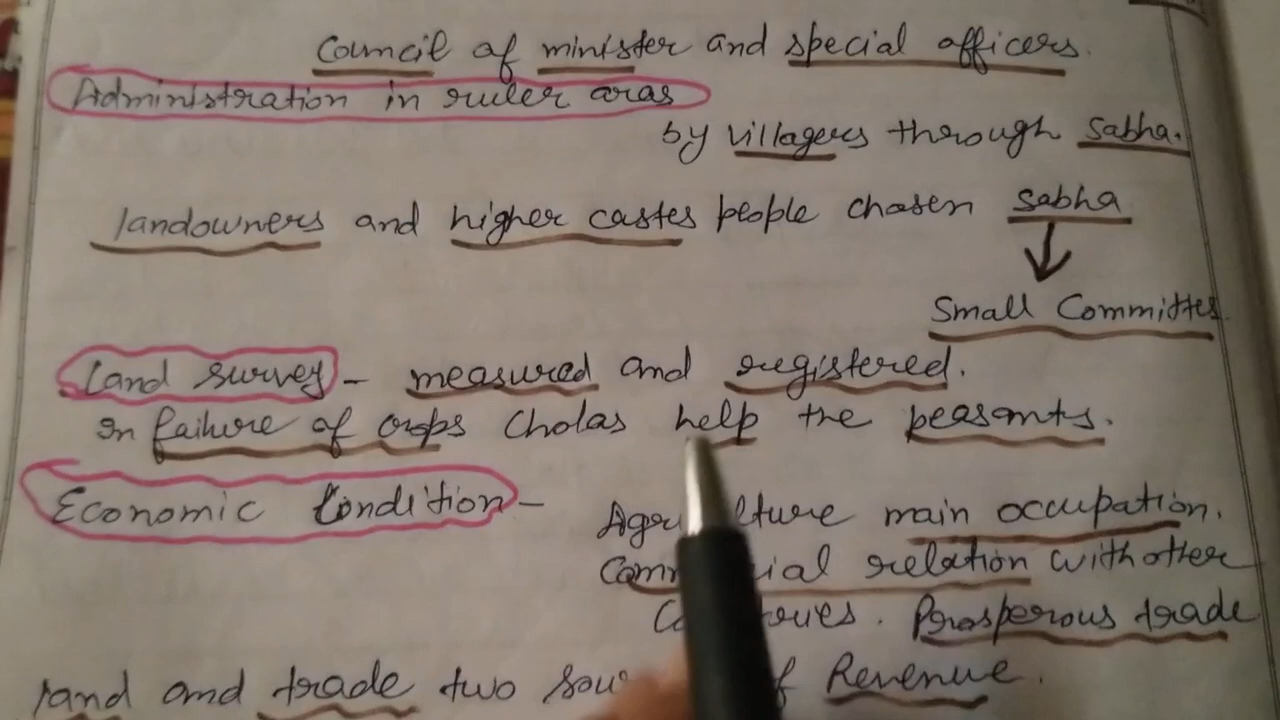 Council of minister and special officers.
Administration in ruler aras
by villagers through sabha.
landowners and higher castes people chosen sabha
Small Committes
Land survey - measured and registered.
In failure of crops Cholas help the peasants.
Economic Condition -
main occupation.
relation with other
Prosperous trade
land and trade two of Revenue.